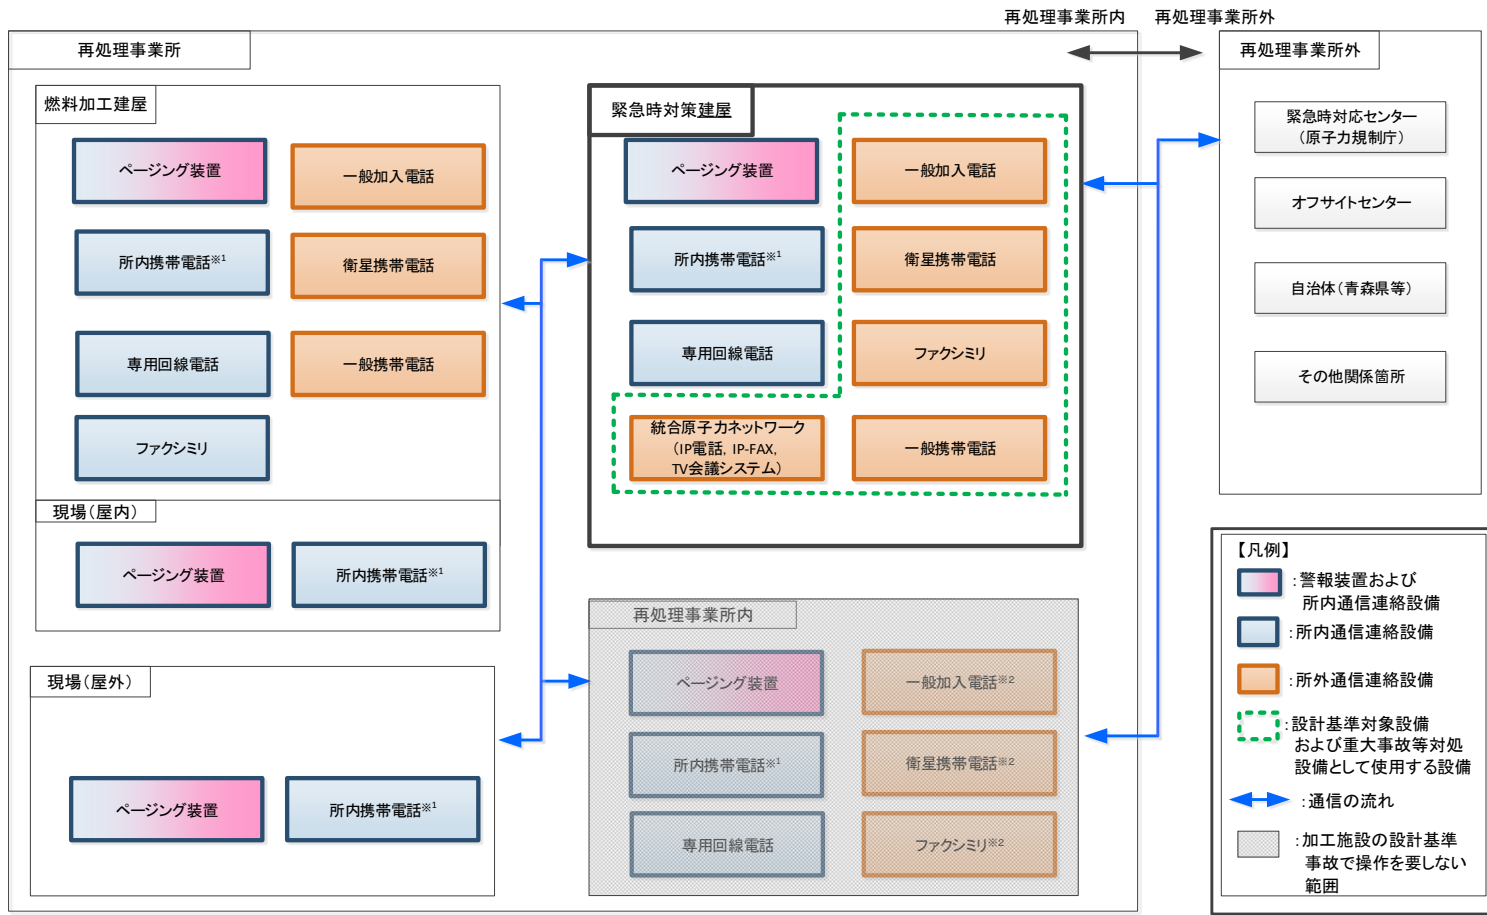 再処理事業所内
再処理事業所外
再処理事業所
燃料加工建屋
ページング装置
一般加入電話
所内携帯電話※1
衛星携帯電話
専用回線電話
一般携帯電話
ファクシミリ
現場(屋内)
ページング装置
所内携帯電話※1
現場(屋外)
ページング装置
所内携帯電話※1
緊急時対策建屋
ページング装置
一般加入電話
所内携帯電話※1
衛星携帯電話
専用回線電話
ファクシミリ
統合原子力ネットワーク
(IP電話, IP-FAX,
TV会議システム)
一般携帯電話
再処理事業所内
ページング装置
一般加入電話※2
所内携帯電話※1
衛星携帯電話※2
専用回線電話
ファクシミリ※2
再処理事業所外
緊急時対応センター
(原子力規制庁)
オフサイトセンター
自治体(青森県等)
その他関係箇所
【凡例】
:警報装置および
所内通信連絡設備
:所内通信連絡設備
:所外通信連絡設備
:設計基準対象設備
および重大事故等対処
設備として使用する設備
:通信の流れ
:加工施設の設計基準
事故で操作を要しない
範囲